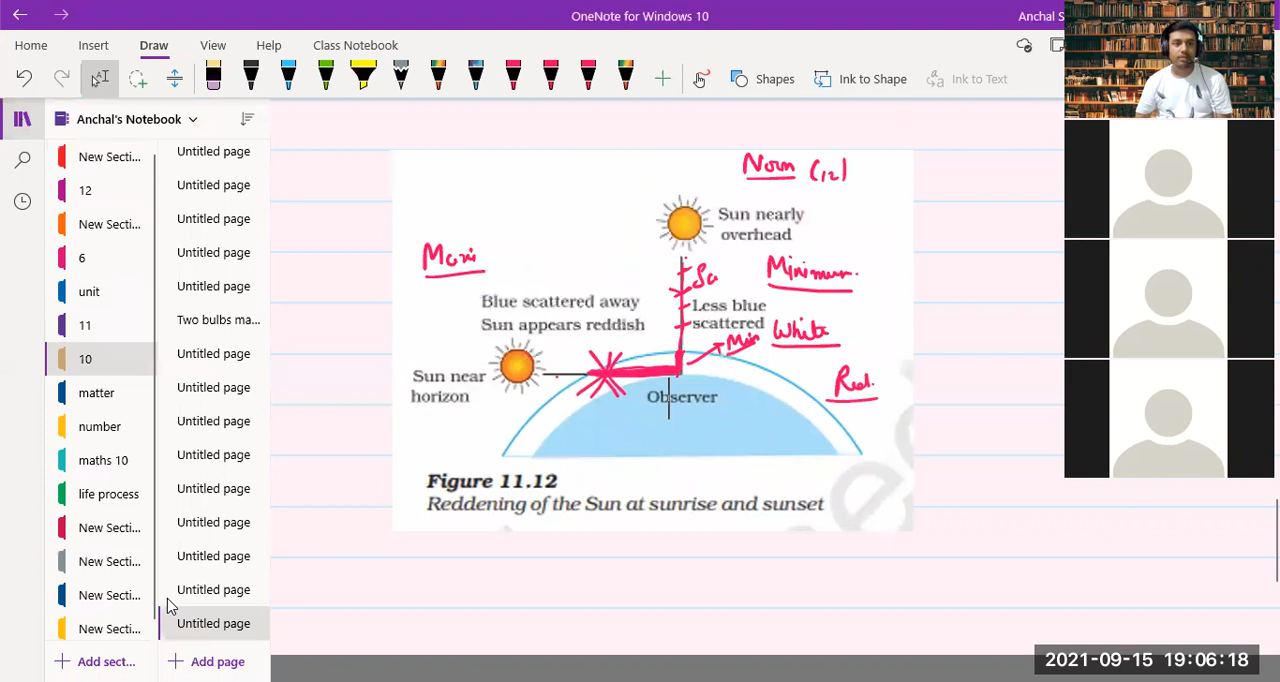 OneNote for Windows 10
Anchal S
Home Insert Draw View Help Class Notebook
Shapes Ink to Shape Ink to Text
Anchal's Notebook
New Secti...
12
New Secti...
6
unit
11
10
matter
number
maths 10
life process
New Secti...
New Secti...
New Secti...
New Secti...
Add sect...
Untitled page
Untitled page
Untitled page
Untitled page
Untitled page
Two bulbs ma...
Untitled page
Untitled page
Untitled page
Untitled page
Untitled page
Untitled page
Untitled page
Untitled page
Untitled page
Add page
Noon (12)
Sun nearly
overhead
Maxi
Sc
Minimum
Blue scattered away
Sun appears reddish
Less blue
scattered
Min
White
Sun near
horizon
Red.
Observer
Figure 11.12
Reddening of the Sun at sunrise and sunset
2021-09-15 19:06:18